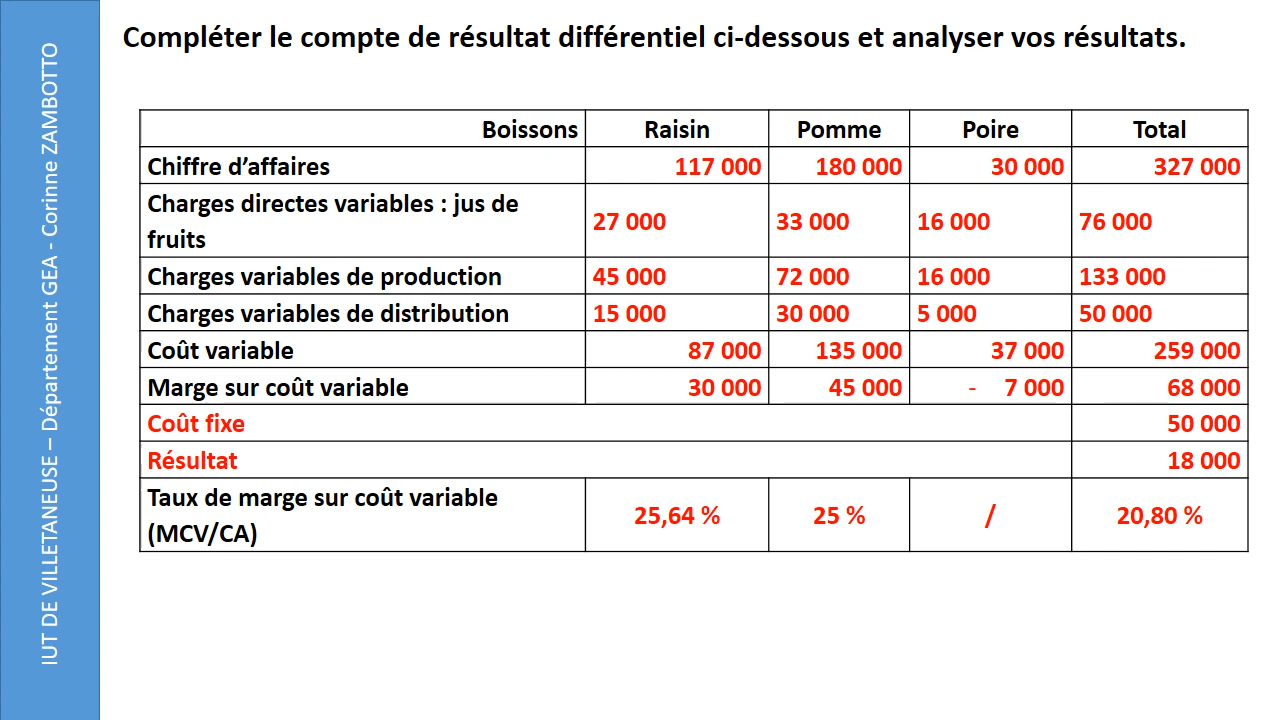 Compléter le compte de résultat différentiel ci-dessous et analyser vos résultats.
IUT DE VILLETANEUSE – Département GEA - Corinne ZAMBOTTO
Boissons Raisin Pomme Poire Total
Chiffre d’affaires 117 000 180 000 30 000 327 000
Charges directes variables : jus de
fruits 27 000 33 000 16 000 76 000
Charges variables de production 45 000 72 000 16 000 133 000
Charges variables de distribution 15 000 30 000 5 000 50 000
Coût variable 87 000 135 000 37 000 259 000
Marge sur coût variable 30 000 45 000 - 7 000 68 000
Coût fixe 50 000
Résultat 18 000
Taux de marge sur coût variable
(MCV/CA) 25,64 % 25 % / 20,80 %